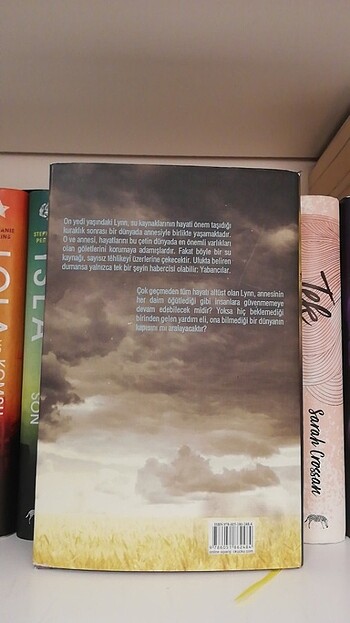 On yedi yaşındaki Lynn, su kaynaklarının hayati önem taşıdığı
kuraklık sonrası bir dünyada annesiyle birlikte yaşamaktadır.
O ve annesi, hayatlarını bu çetin dünyada en önemli varlıkları
olan göletlerini korumaya adamışlardır. Fakat böyle bir su
kaynağı, sayısız tehlikeyi üzerlerine çekecektir. Ufukta beliren
dumansa yalnızca tek bir şeyin habercisi olabilir: Yabancılar.
Çok geçmeden tüm hayatı altüst olan Lynn, annesinin
her daim öğütlediği gibi insanlara güvenmemeye
devam edebilecek midir? Yoksa hiç beklemediği
birinden gelen yardım eli, ona bilmediği bir dünyanın
kapısını mı aralayacaktır?
LOLA
ISLA
SON
Tek
Sarah Crossan